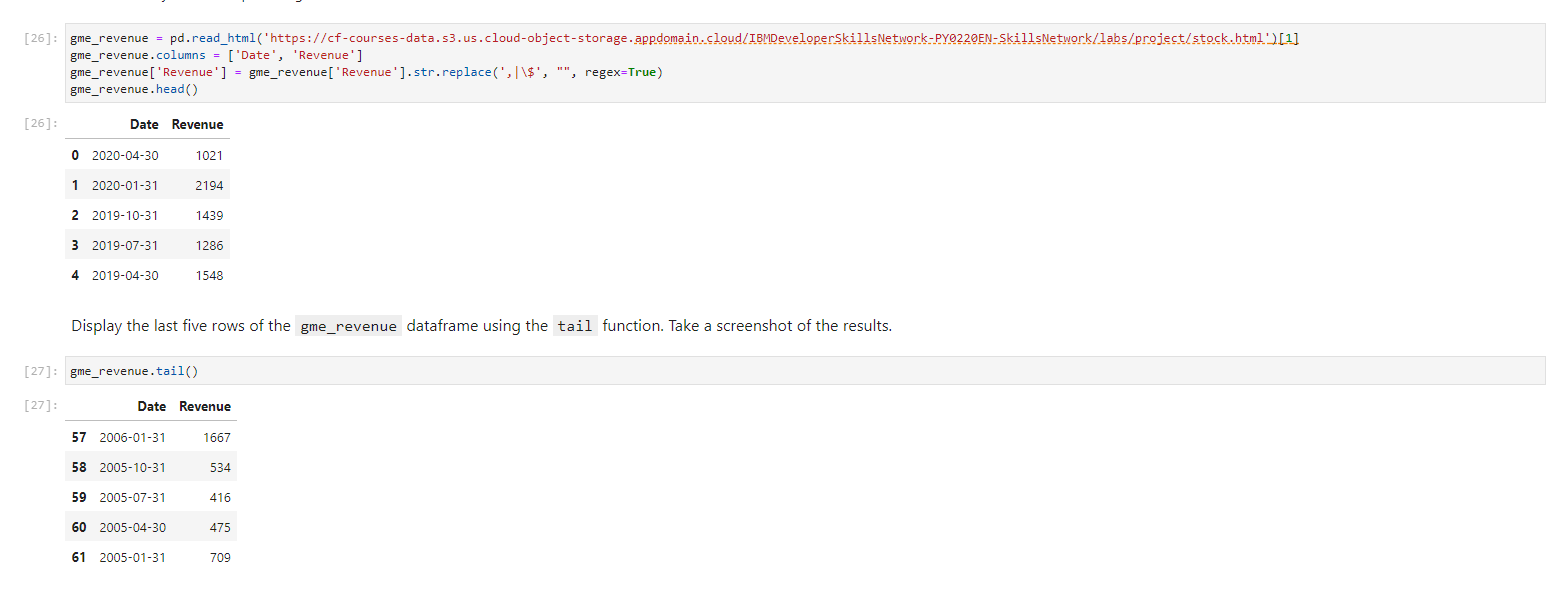 [26]: gme_revenue = pd.read_html('https://cf-courses-data.s3.us.cloud-object-storage.appdomain.cloud/IBMDeveloperSkillsNetwork-PY0220EN-SkillsNetwork/labs/project/stock.html')[1]
gme_revenue.columns = ['Date', 'Revenue']
gme_revenue['Revenue'] = gme_revenue['Revenue'].str.replace(',|\$', "", regex=True)
gme_revenue.head()
[26]: Date Revenue
0 2020-04-30 1021
1 2020-01-31 2194
2 2019-10-31 1439
3 2019-07-31 1286
4 2019-04-30 1548
Display the last five rows of the gme_revenue dataframe using the tail function. Take a screenshot of the results.
[27]: gme_revenue.tail()
[27]: Date Revenue
57 2006-01-31 1667
58 2005-10-31 534
59 2005-07-31 416
60 2005-04-30 475
61 2005-01-31 709